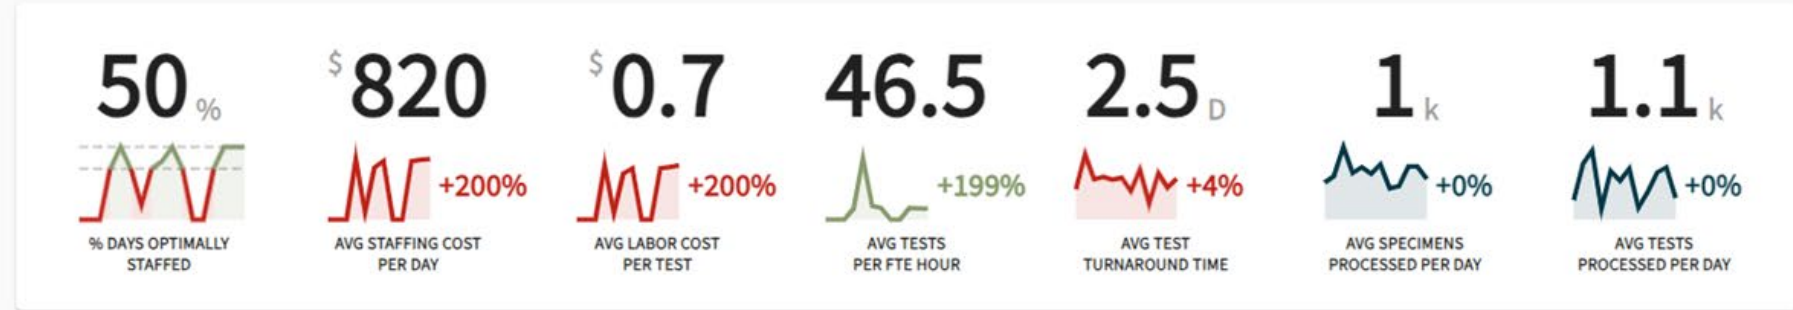 50 %
$ 820
$ 0.7
46.5
2.5 D
1 k
1.1 k
+200%
+200%
+199%
+4%
+0%
+0%
% DAYS OPTIMALLY
STAFFED
AVG STAFFING COST
PER DAY
AVG LABOR COST
PER TEST
AVG TESTS
PER FTE HOUR
AVG TEST
TURNAROUND TIME
AVG SPECIMENS
PROCESSED PER DAY
AVG TESTS
PROCESSED PER DAY